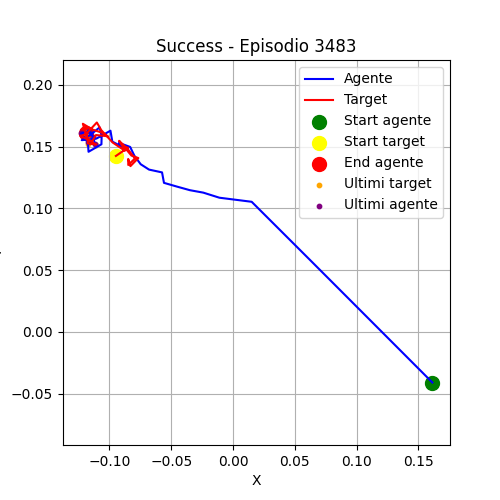 Success - Episodio 3483
Agente
Target
Start agente
Start target
End agente
Ultimi target
Ultimi agente
0.20
0.15
0.10
0.05
0.00
−0.05
−0.10
−0.05
0.00
0.05
0.10
0.15
X